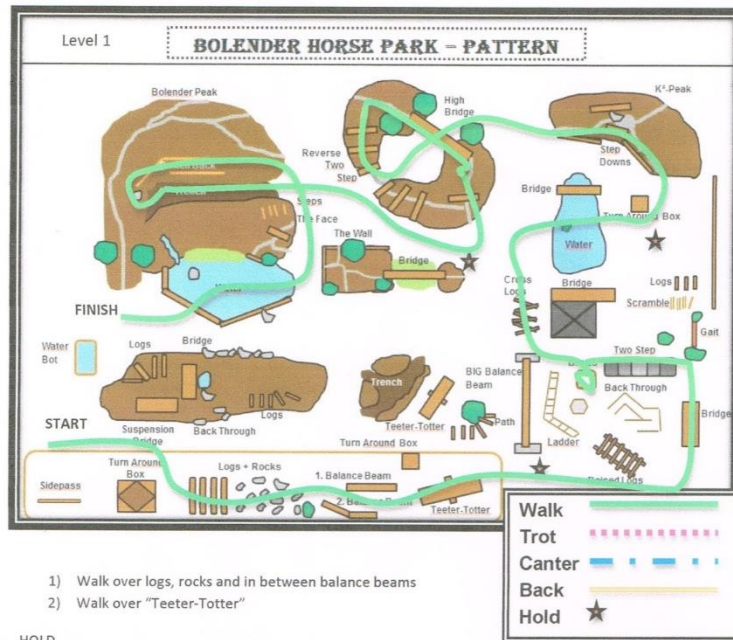 Level 1
BOLENDER HORSE PARK – PATTERN
Bolender Peak
High
Bridge
K²-Peak
Reverse
Two
Step
Step
Downs
Steps
The Face
Bridge
Turn Around Box
Water
The Wall
Bridge
Cross
Logs
Bridge
Logs
Scramble
FINISH
Gait
Water
Bot
Logs
Bridge
Two Step
Trench
BIG Balance
Beam
Back Through
Bridge
Teeter-Totter
Path
Ladder
START
Suspension
Bridge
Back Through
Logs
Turn Around Box
Raised Logs
Sidepass
Turn Around
Box
Logs + Rocks
1. Balance Beam
2. Balance Beam
Teeter-Totter
Walk
Trot
Canter
Back
Hold
1) Walk over logs, rocks and in between balance beams
2) Walk over "Teeter-Totter"
HOLD